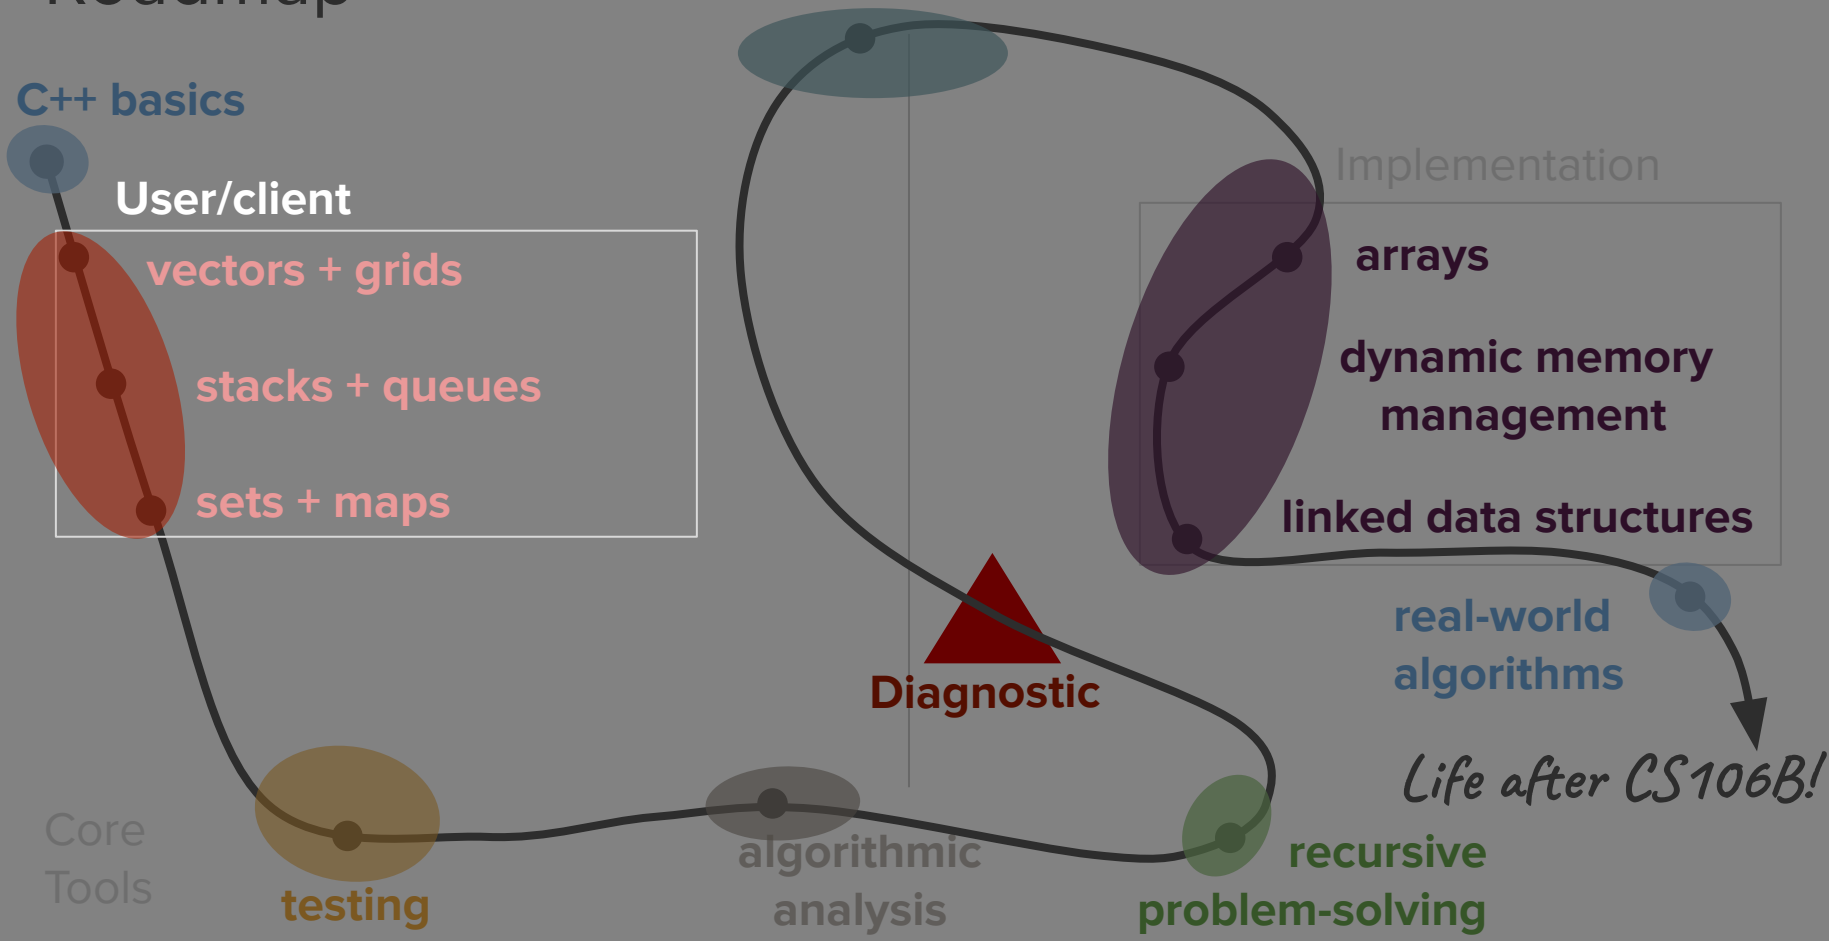 Roadmap
C++ basics
User/client
vectors + grids
stacks + queues
sets + maps
Core
Tools
testing
algorithmic
analysis
recursive
problem-solving
Diagnostic
Implementation
arrays
dynamic memory
management
linked data structures
real-world
algorithms
Life after CS106B!